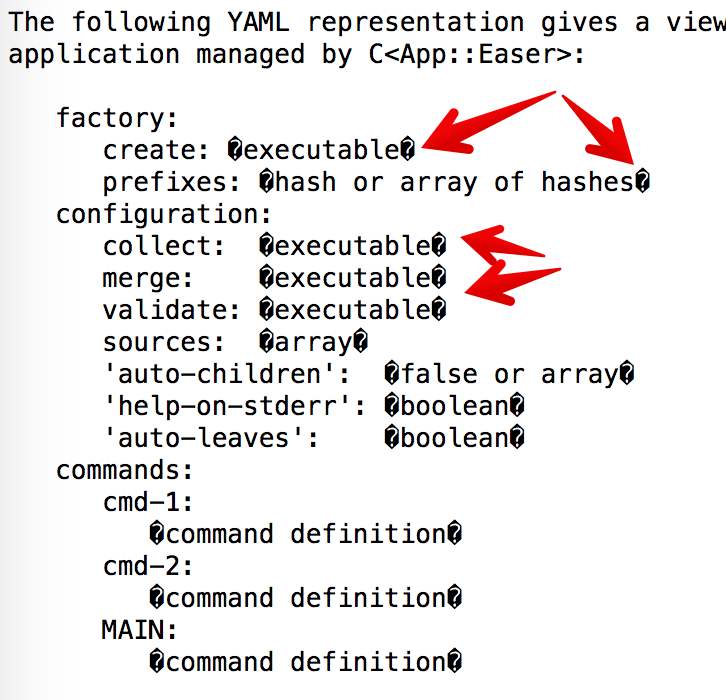 The following YAML representation gives a view
application managed by C<App::Easer>:
factory:
create: �executable�
prefixes: �hash or array of hashes�
configuration:
collect: �executable�
merge: �executable�
validate: �executable�
sources: �array�
'auto-children': �false or array�
'help-on-stderr': �boolean�
'auto-leaves': �boolean�
commands:
cmd-1:
�command definition�
cmd-2:
�command definition�
MAIN:
�command definition�